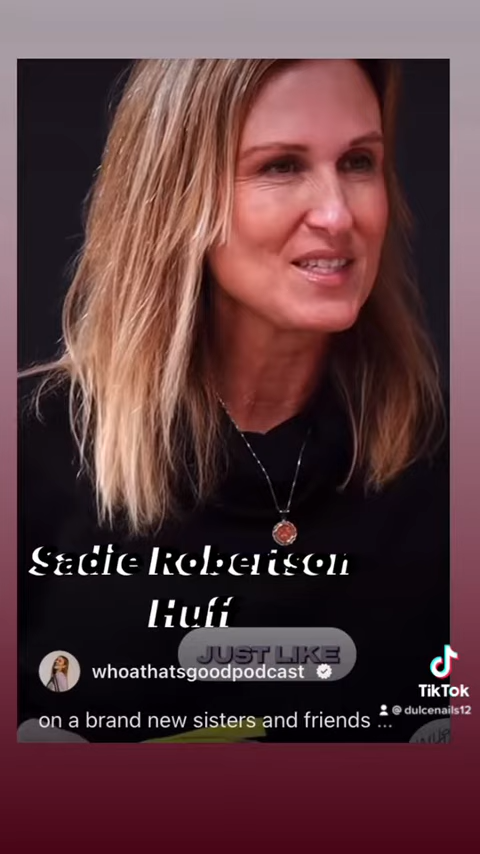 Sadie Robertson
Huff
JUST LIKE
whoathatsgoodpodcast
on a brand new sisters and friends ...
TikTok
@ dulcenails12